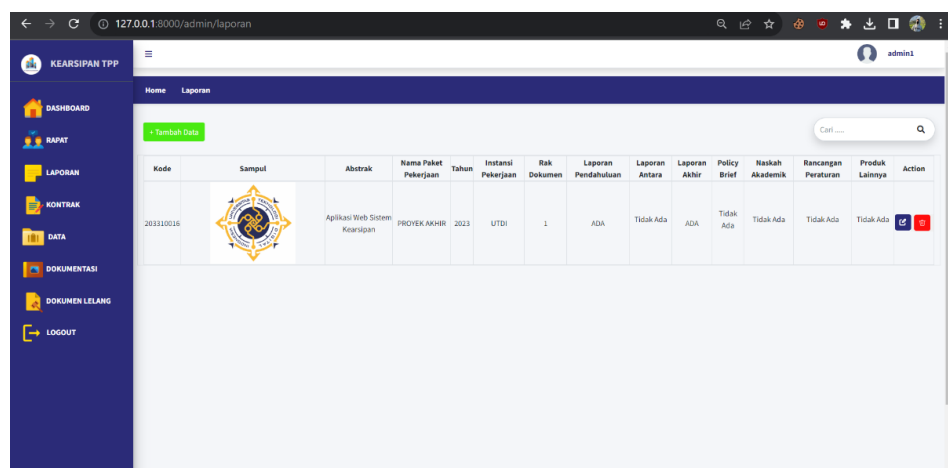 127.0.0.1:8000/admin/laporan
KEARSIPAN TPP
admin1
Home Laporan
DASHBOARD
RAPAT
LAPORAN
KONTRAK
DATA
DOKUMENTASI
DOKUMEN LELANG
LOGOUT
+ Tambah Data
Cari .....
Kode Sampul Abstrak Nama Paket Pekerjaan Tahun Instansi Pekerjaan Rak Dokumen Laporan Pendahuluan Laporan Antara Laporan Akhir Policy Brief Naskah Akademik Rancangan Peraturan Produk Lainnya Action
203310016 Aplikasi Web Sistem Kearsipan PROYEK AKHIR 2023 UTDI 1 ADA Tidak Ada ADA Tidak Ada Tidak Ada Tidak Ada Tidak Ada